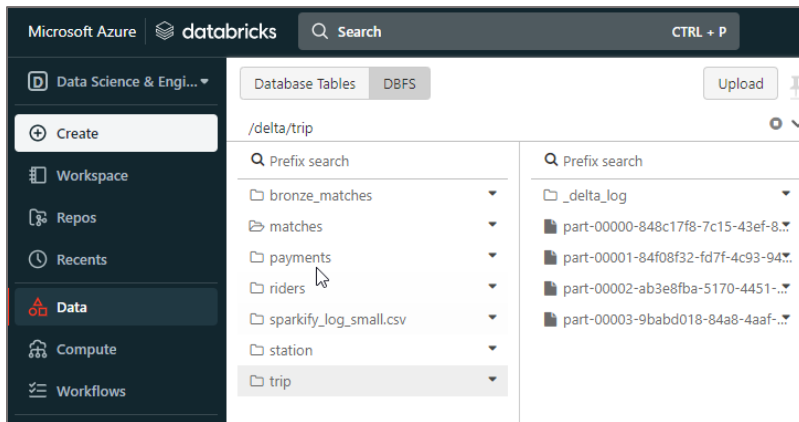 Microsoft Azure databricks Search CTRL + P
D Data Science & Engi...
Create
Workspace
Repos
Recents
Data
Compute
Workflows
Database Tables DBFS Upload
/delta/trip
Prefix search
bronze_matches
matches
payments
riders
sparkify_log_small.csv
station
trip
Prefix search
_delta_log
part-00000-848c17f8-7c15-43ef-8...
part-00001-84f08f32-fd7f-4c93-94...
part-00002-ab3e8fba-5170-4451-...
part-00003-9babd018-84a8-4aaf-...